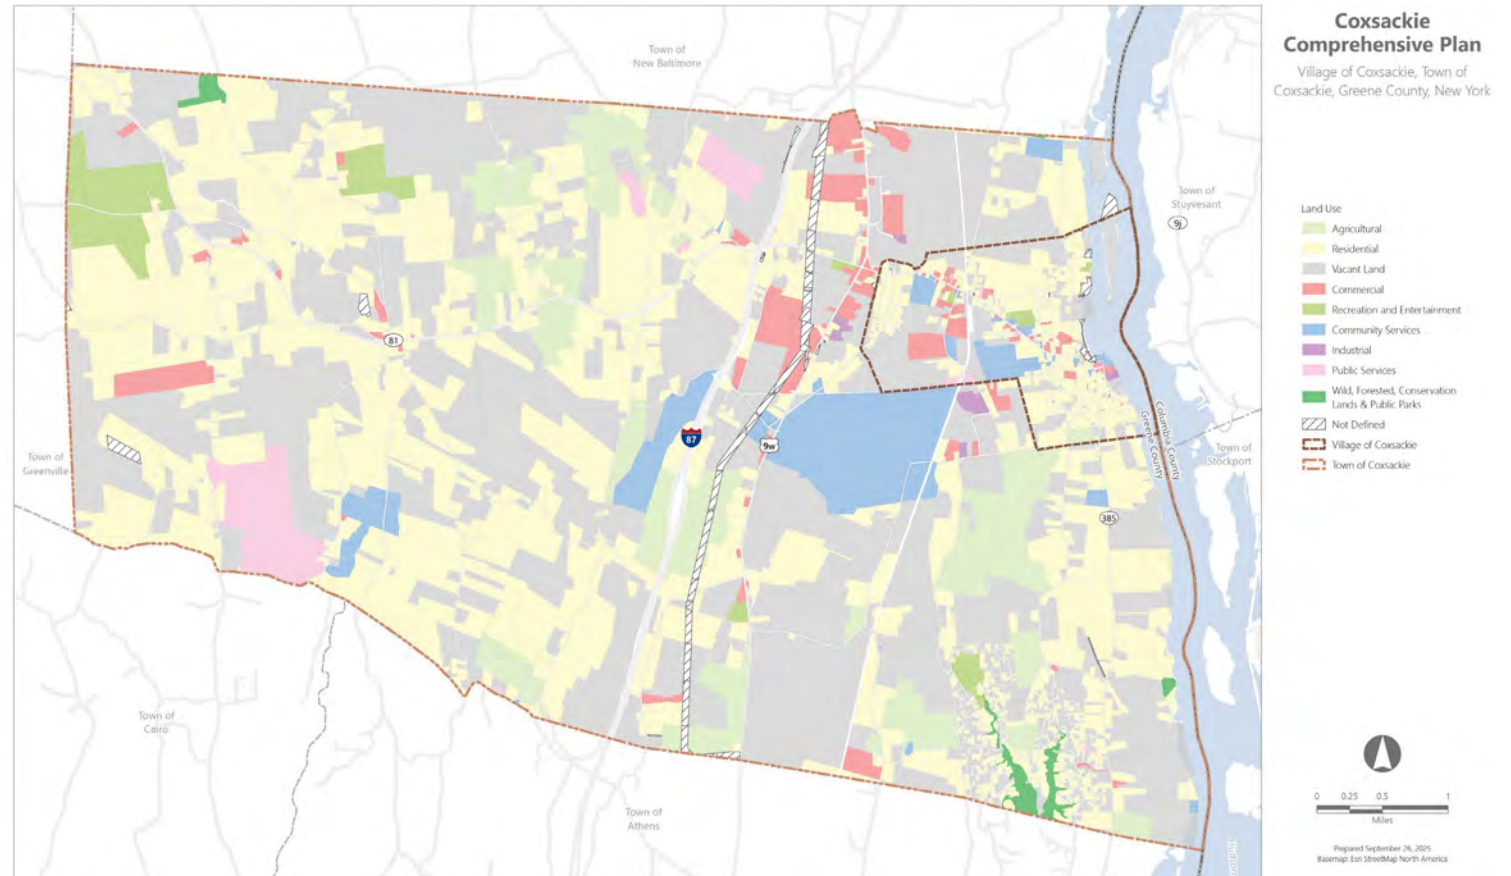 Coxsackie
Comprehensive Plan
Village of Coxsackie, Town of
Coxsackie, Greene County, New York
Town of
New Baltimore
Town of
Stuyvesant
9j
Land Use
Agricultural
Residential
Vacant Land
Commercial
Recreation and Entertainment
Community Services
Industrial
Public Services
Wild, Forested, Conservation
Lands & Public Parks
Not Defined
Village of Coxsackie
Town of Coxsackie
81
87
9W
Columbia County
Greene County
Town of
Greenville
Town of
Stockport
385
Town of
Cairo
Town of
Athens
0 0.25 0.5 1
Miles
Prepared September 26, 2025
Basemap: Esri StreetMap North America